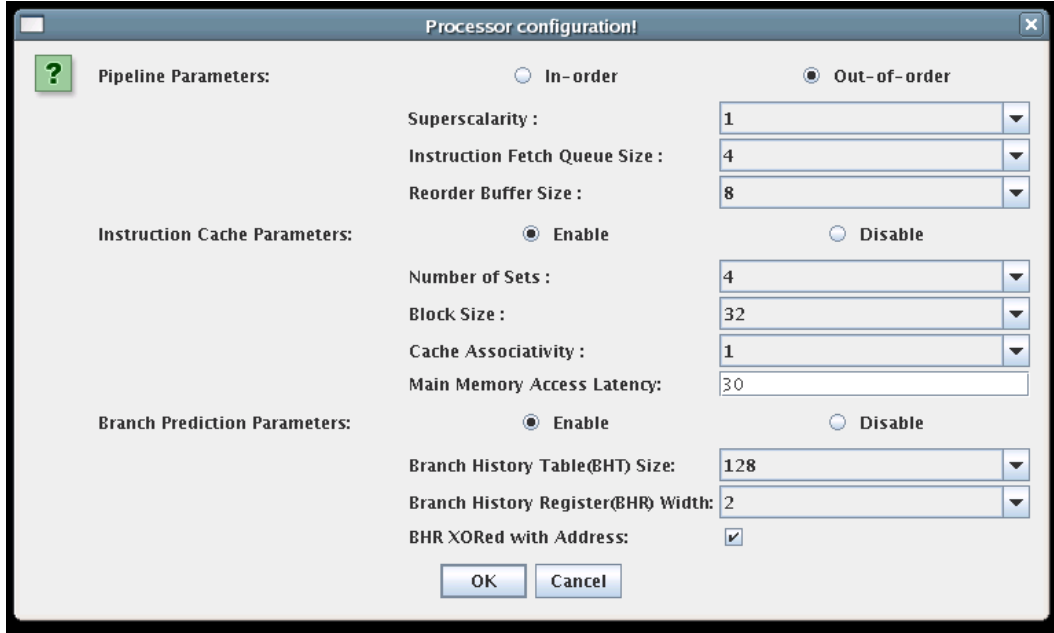 Processor configuration!
? Pipeline Parameters: In-order Out-of-order
Superscalarity : 1
Instruction Fetch Queue Size : 4
Reorder Buffer Size : 8
Instruction Cache Parameters: Enable Disable
Number of Sets : 4
Block Size : 32
Cache Associativity : 1
Main Memory Access Latency: 30
Branch Prediction Parameters: Enable Disable
Branch History Table(BHT) Size: 128
Branch History Register(BHR) Width: 2
BHR XORed with Address:
OK Cancel